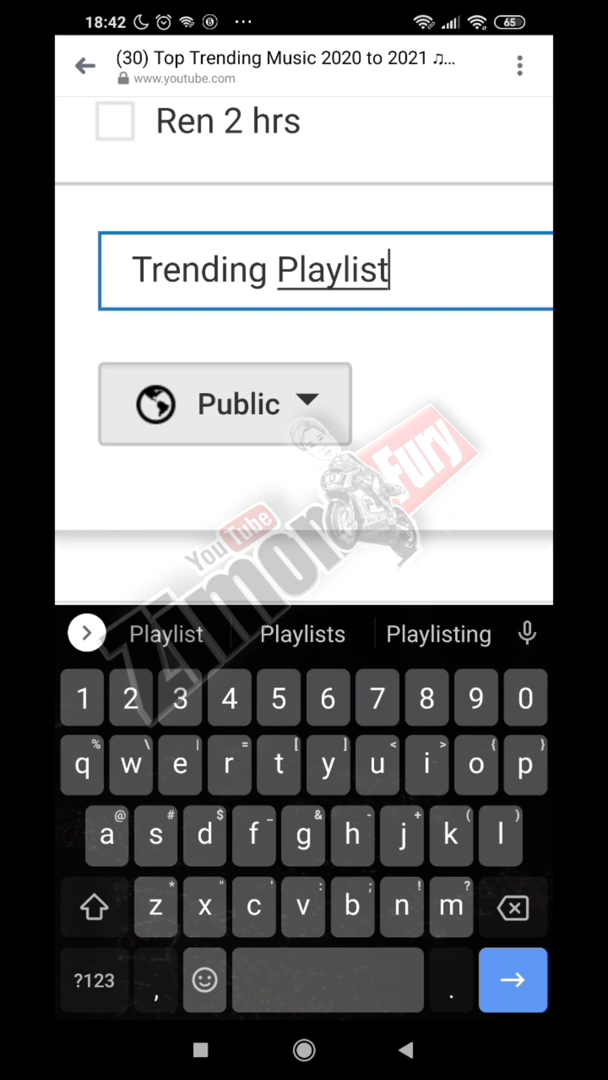 18:42
65
(30) Top Trending Music 2020 to 2021 ♫...
www.youtube.com
Ren 2 hrs
Trending Playlist
Public
Fury
YouTube
Playlist Playlists Playlisting
1 2 3 4 5 6 7 8 9 0
% \ | = [ ] < > { }
q w e r t y u i o p
@ # $ _ & - + ( )
a s d f g h j k l
* " ' : ; ! ?
z x c v b n m
?123 , .